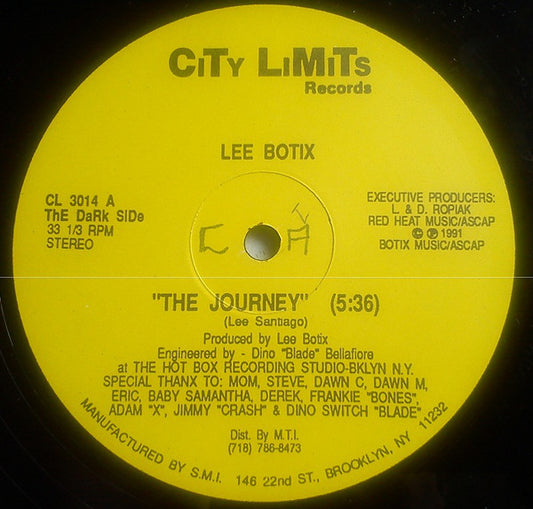 CiTy LiMiTs
Records
LEE BOTIX
CL 3014 A
ThE DaRk SiDe
33 1/3 RPM
STEREO
EXECUTIVE PRODUCERS:
L. & D. ROPIAK
RED HEAT MUSIC/ASCAP
© ℗ 1991
BOTIX MUSIC/ASCAP
"THE JOURNEY" (5:36)
(Lee Santiago)
Produced by Lee Botix
Engineered by - Dino "Blade" Bellafiore
at THE HOT BOX RECORDING STUDIO-BKLYN N.Y.
SPECIAL THANX TO: MOM, STEVE, DAWN C, DAWN M,
ERIC, BABY SAMANTHA, DEREK, FRANKIE "BONES",
ADAM "X", JIMMY "CRASH" & DINO SWITCH "BLADE".
Dist. By M.T.I.
(718) 786-8473
MANUFACTURED BY S.M.I. 146 22nd ST., BROOKLYN, NY 11232